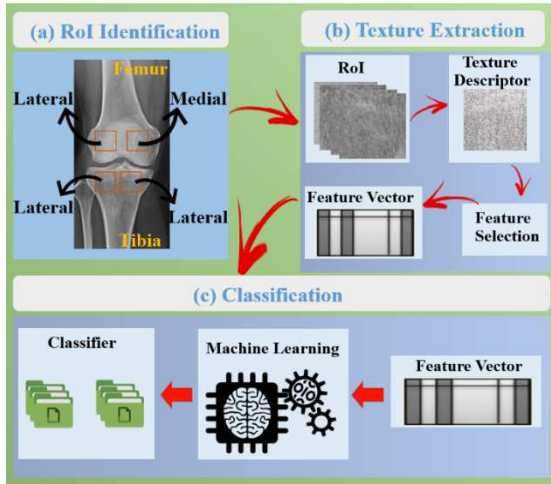 (a) RoI Identification
Femur
Lateral
Medial
Lateral
Lateral
Tibia
(b) Texture Extraction
RoI
Texture
Descriptor
Feature Vector
Feature
Selection
(c) Classification
Classifier
Machine Learning
Feature Vector